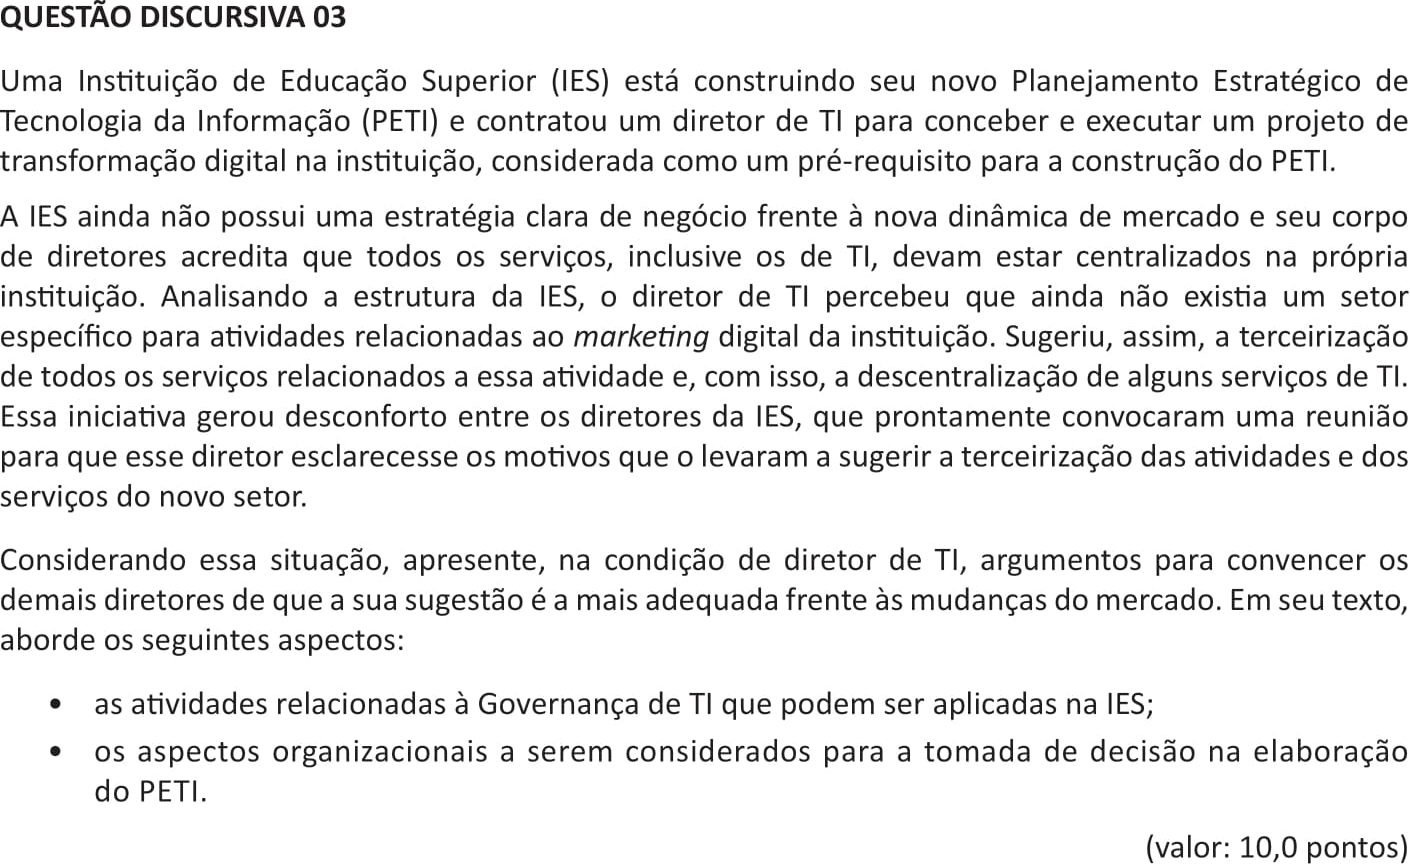 QUESTÃO DISCURSIVA 03
Uma Instituição de Educação Superior (IES) está construindo seu novo Planejamento Estratégico de
Tecnologia da Informação (PETI) e contratou um diretor de TI para conceber e executar um projeto de
transformação digital na instituição, considerada como um pré-requisito para a construção do PETI.
A IES ainda não possui uma estratégia clara de negócio frente à nova dinâmica de mercado e seu corpo
de diretores acredita que todos os serviços, inclusive os de TI, devam estar centralizados na própria
instituição. Analisando a estrutura da IES, o diretor de TI percebeu que ainda não existia um setor
específico para atividades relacionadas ao marketing digital da instituição. Sugeriu, assim, a terceirização
de todos os serviços relacionados a essa atividade e, com isso, a descentralização de alguns serviços de TI.
Essa iniciativa gerou desconforto entre os diretores da IES, que prontamente convocaram uma reunião
para que esse diretor esclarecesse os motivos que o levaram a sugerir a terceirização das atividades e dos
serviços do novo setor.
Considerando essa situação, apresente, na condição de diretor de TI, argumentos para convencer os
demais diretores de que a sua sugestão é a mais adequada frente às mudanças do mercado. Em seu texto,
aborde os seguintes aspectos:
• as atividades relacionadas à Governança de TI que podem ser aplicadas na IES;
• os aspectos organizacionais a serem considerados para a tomada de decisão na elaboração
do PETI.
(valor: 10,0 pontos)